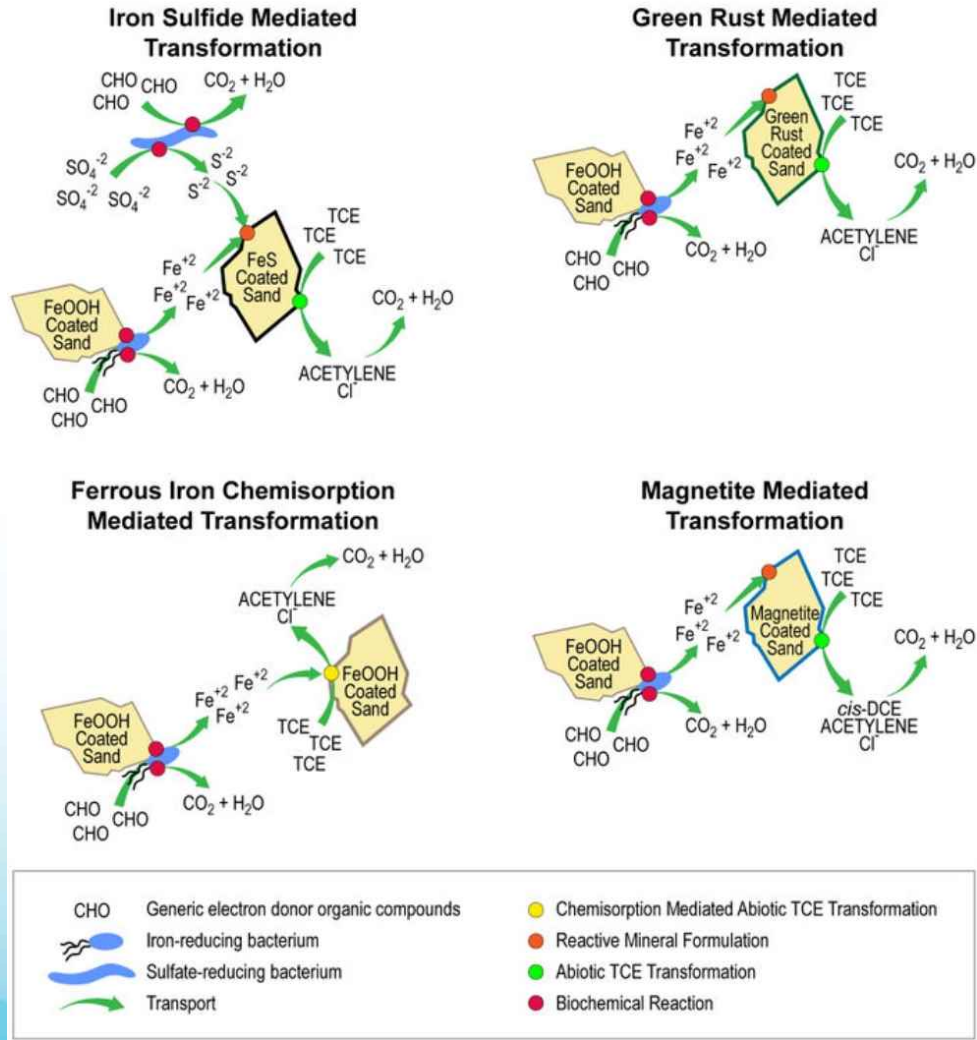 Iron Sulfide Mediated
Transformation
CHO CHO
CHO
CO₂ + H₂O
SO₄⁻²
SO₄⁻² SO₄⁻²
S⁻²
S⁻² S⁻²
FeOOH
Coated
Sand
Fe⁺²
Fe⁺² Fe⁺²
CHO
CHO CHO
CO₂ + H₂O
FeS
Coated
Sand
TCE
TCE
TCE
ACETYLENE
Cl⁻
CO₂ + H₂O
Green Rust Mediated
Transformation
FeOOH
Coated
Sand
Fe⁺²
Fe⁺² Fe⁺²
CHO
CHO CHO
CO₂ + H₂O
Green
Rust
Coated
Sand
TCE
TCE
TCE
ACETYLENE
Cl⁻
CO₂ + H₂O
Ferrous Iron Chemisorption
Mediated Transformation
CO₂ + H₂O
ACETYLENE
Cl⁻
FeOOH
Coated
Sand
Fe⁺² Fe⁺²
Fe⁺²
CHO
CHO CHO
CO₂ + H₂O
FeOOH
Coated
Sand
TCE
TCE
TCE
Magnetite Mediated
Transformation
FeOOH
Coated
Sand
Fe⁺²
Fe⁺² Fe⁺²
CHO
CHO CHO
CO₂ + H₂O
Magnetite
Coated
Sand
TCE
TCE
TCE
cis-DCE
ACETYLENE
Cl⁻
CO₂ + H₂O
CHO Generic electron donor organic compounds
Iron-reducing bacterium
Sulfate-reducing bacterium
Transport
Chemisorption Mediated Abiotic TCE Transformation
Reactive Mineral Formulation
Abiotic TCE Transformation
Biochemical Reaction